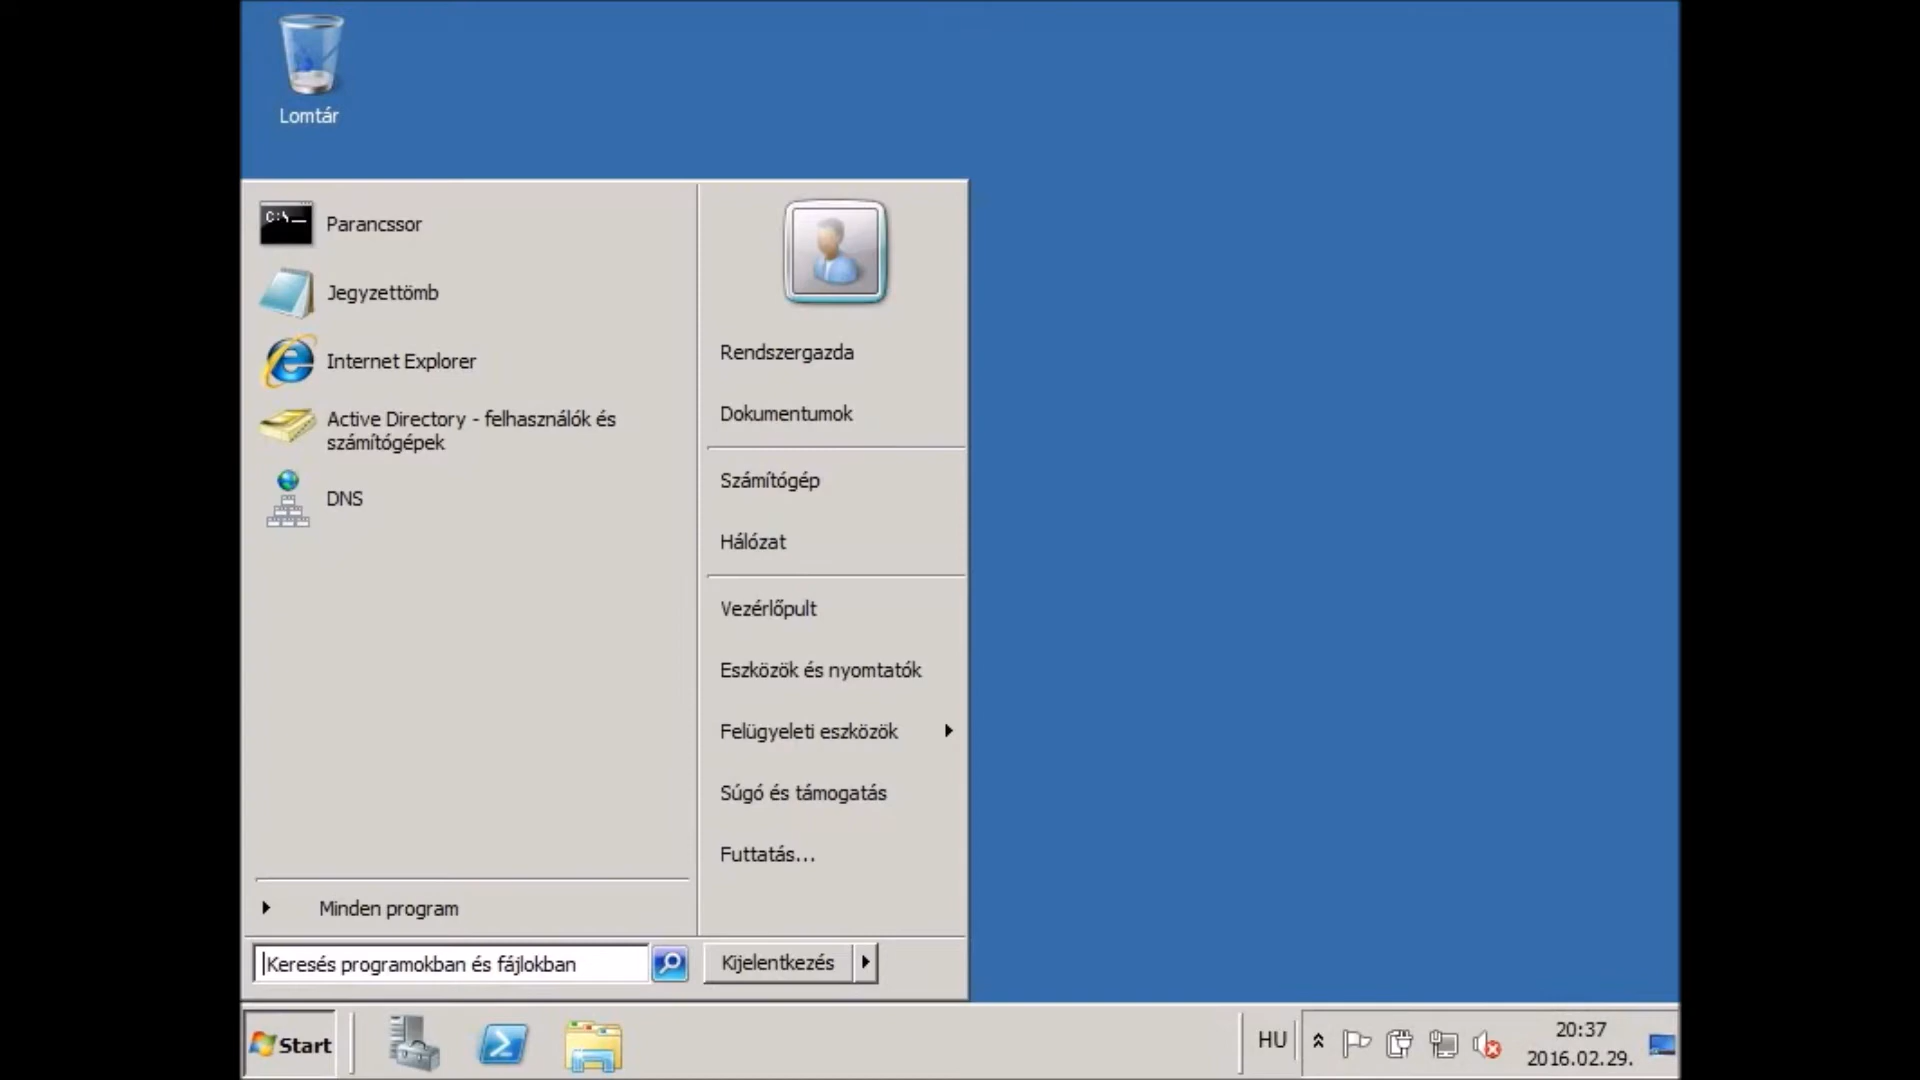 Lomtár
C:\_
Parancssor
Jegyzettömb
Internet Explorer
Active Directory - felhasználók és
számítógépek
DNS
Minden program
Keresés programokban és fájlokban
Rendszergazda
Dokumentumok
Számítógép
Hálózat
Vezérlőpult
Eszközök és nyomtatók
Felügyeleti eszközök
Súgó és támogatás
Futtatás...
Kijelentkezés
Start
HU
20:37
2016.02.29.